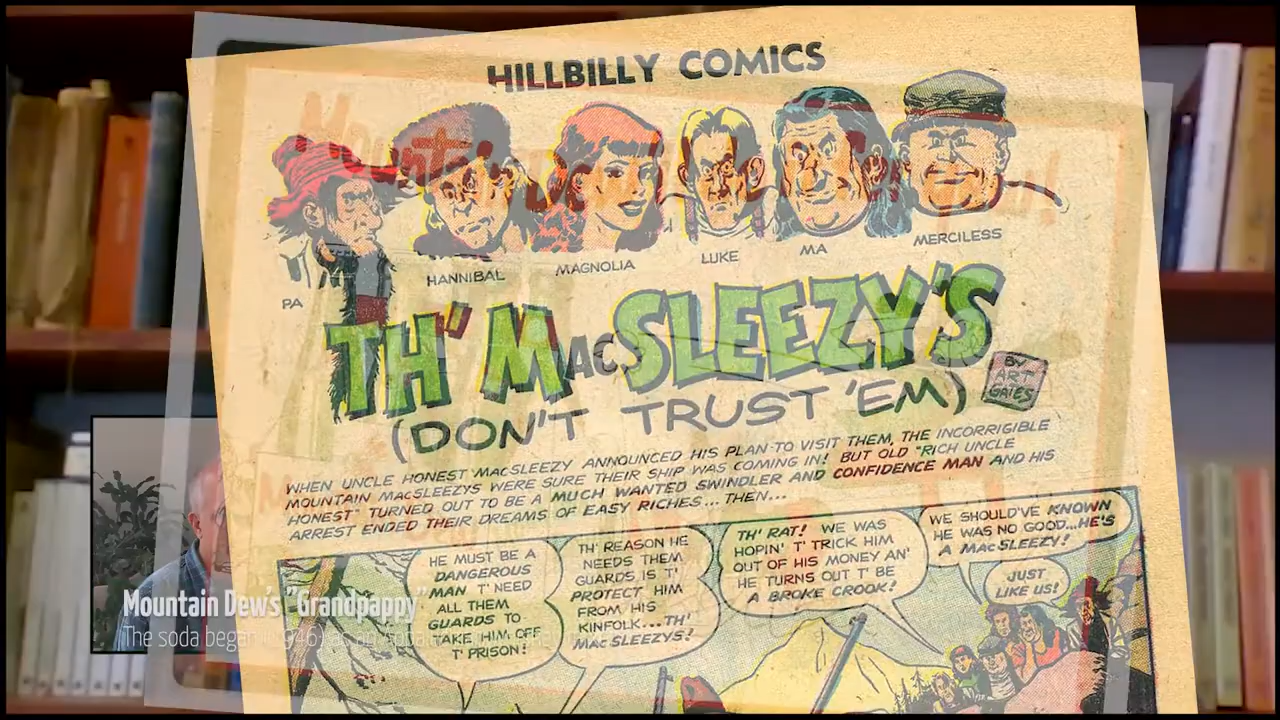 HILLBILLY COMICS
PA
HANNIBAL
MAGNOLIA
LUKE
MA
MERCILESS
TH' MACSLEEZY'S
(DON'T TRUST 'EM)
BY
ART
GATES
WHEN UNCLE HONEST MACSLEEZY ANNOUNCED HIS PLAN TO VISIT THEM, THE INCORRIGIBLE
MOUNTAIN MACSLEEZYS WERE SURE THEIR SHIP WAS COMING IN! BUT OLD "RICH UNCLE
HONEST" TURNED OUT TO BE A MUCH WANTED SWINDLER AND CONFIDENCE MAN AND HIS
ARREST ENDED THEIR DREAMS OF EASY RICHES... THEN...
HE MUST BE A
DANGEROUS
MAN T' NEED
ALL THEM
GUARDS TO
TAKE HIM OFF
T' PRISON!
TH' REASON HE
NEEDS THEM
GUARDS IS T'
PROTECT HIM
FROM HIS
KINFOLK...TH'
MACSLEEZYS!
TH' RAT! WE WAS
HOPIN' T' TRICK HIM
OUT OF HIS MONEY AN'
HE TURNS OUT T' BE
A BROKE CROOK!
WE SHOULD'VE KNOWN
HE WAS NO GOOD...HE'S
A MACSLEEZY!
JUST
LIKE US!
Mountain Dew's "Grandpappy"
The soda began